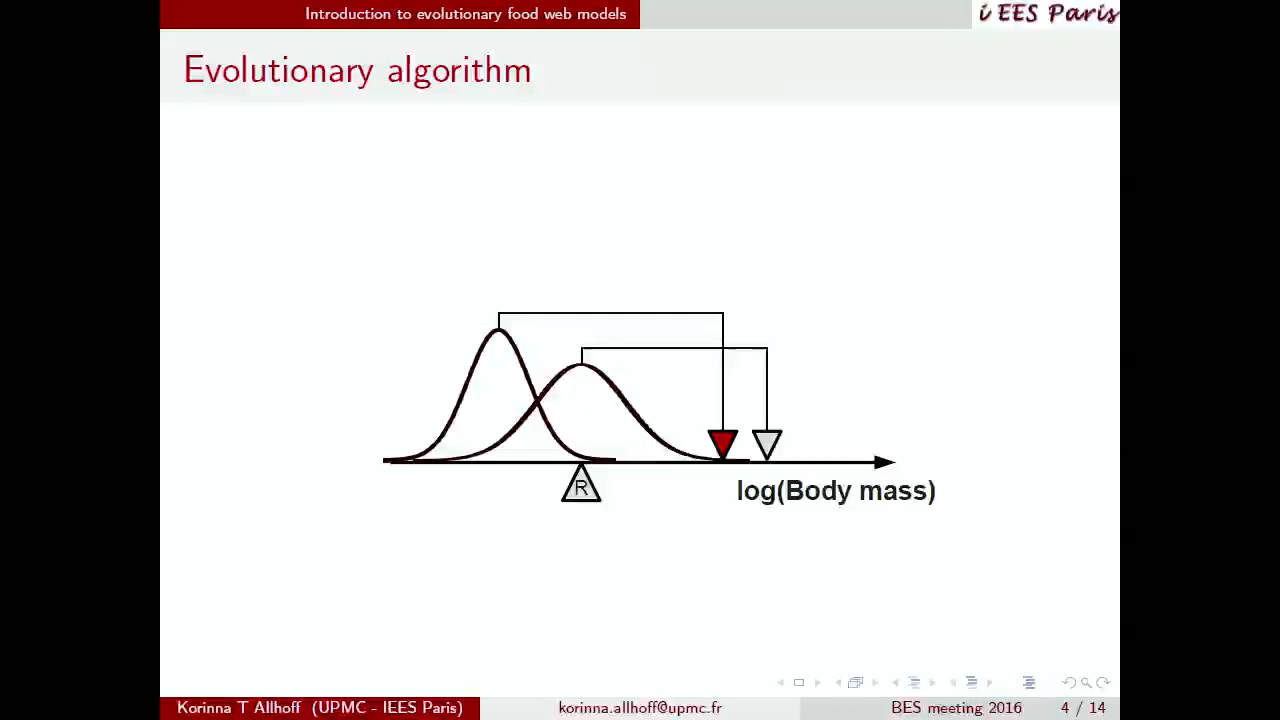 Introduction to evolutionary food web models
i EES Paris
Evolutionary algorithm
R
log(Body mass)
Korinna T Allhoff (UPMC - IEES Paris)
korinna.allhoff@upmc.fr
BES meeting 2016
4 / 14